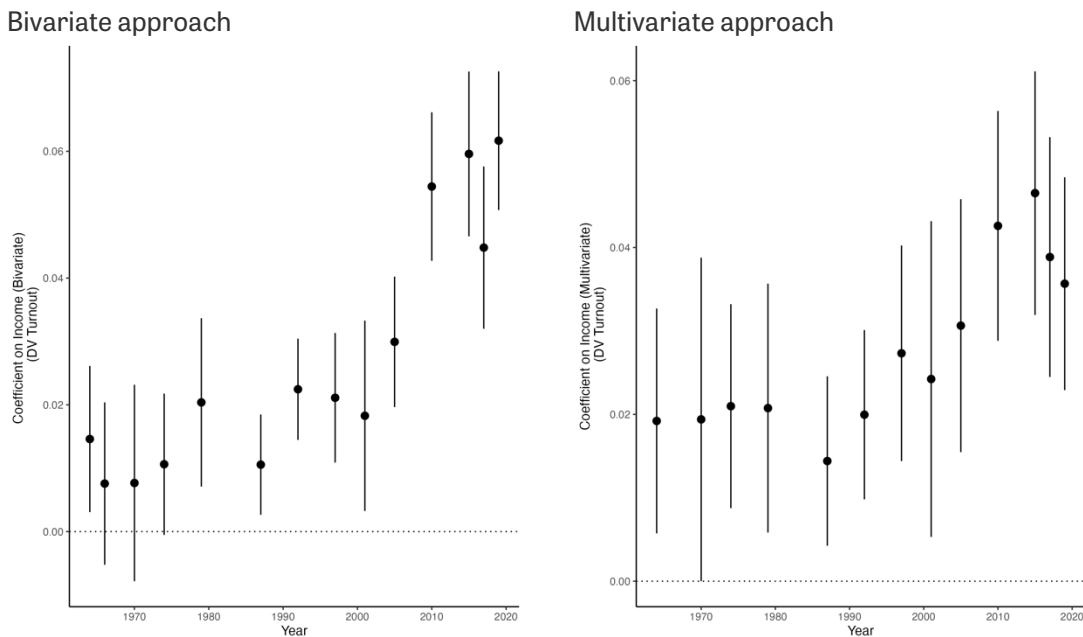 Bivariate approach
Multivariate approach
Coefficient on Income (Bivariate)
(DV Turnout)
0.06
0.04
0.02
0.00
1970
1980
1990
2000
2010
2020
Year
Coefficient on Income (Multivariate)
(DV Turnout)
0.06
0.04
0.02
0.00
1970
1980
1990
2000
2010
2020
Year